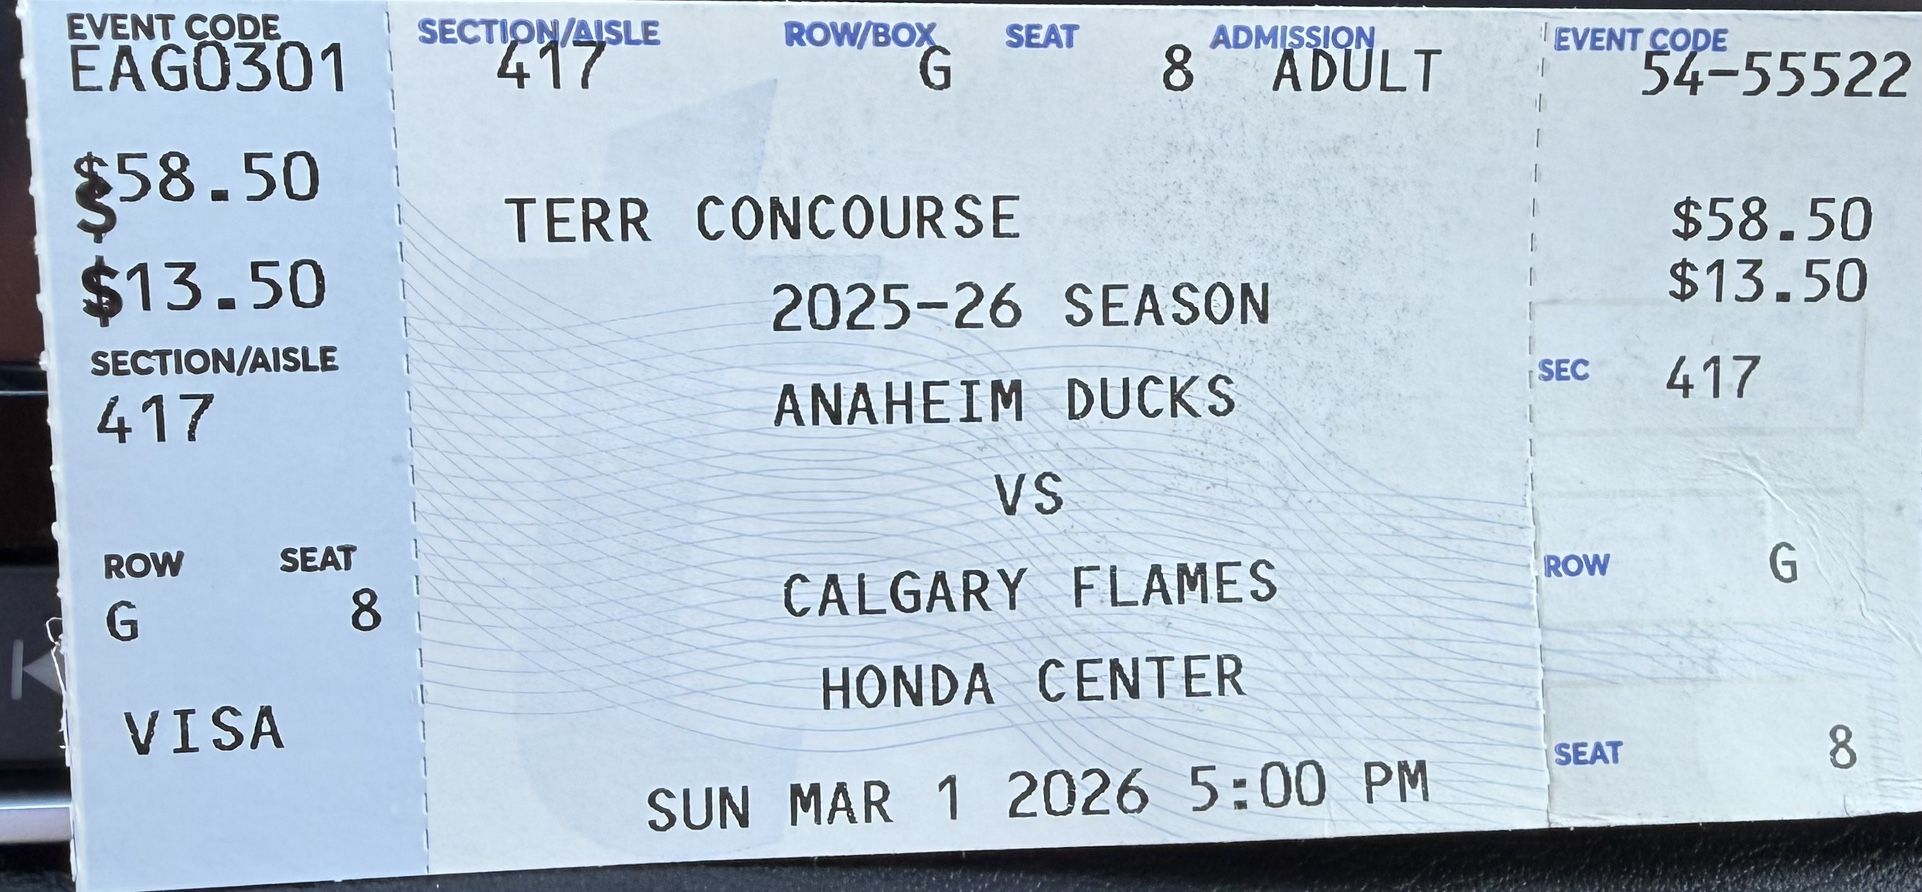 EVENT CODE
EAG0301
$58.50
$
$13.50
SECTION/AISLE
417
ROW SEAT
G 8
VISA
SECTION/AISLE ROW/BOX SEAT ADMISSION
417 G 8 ADULT
TERR CONCOURSE
2025-26 SEASON
ANAHEIM DUCKS
VS
CALGARY FLAMES
HONDA CENTER
SUN MAR 1 2026 5:00 PM
EVENT CODE
54-55522
$58.50
$13.50
SEC 417
ROW G
SEAT 8